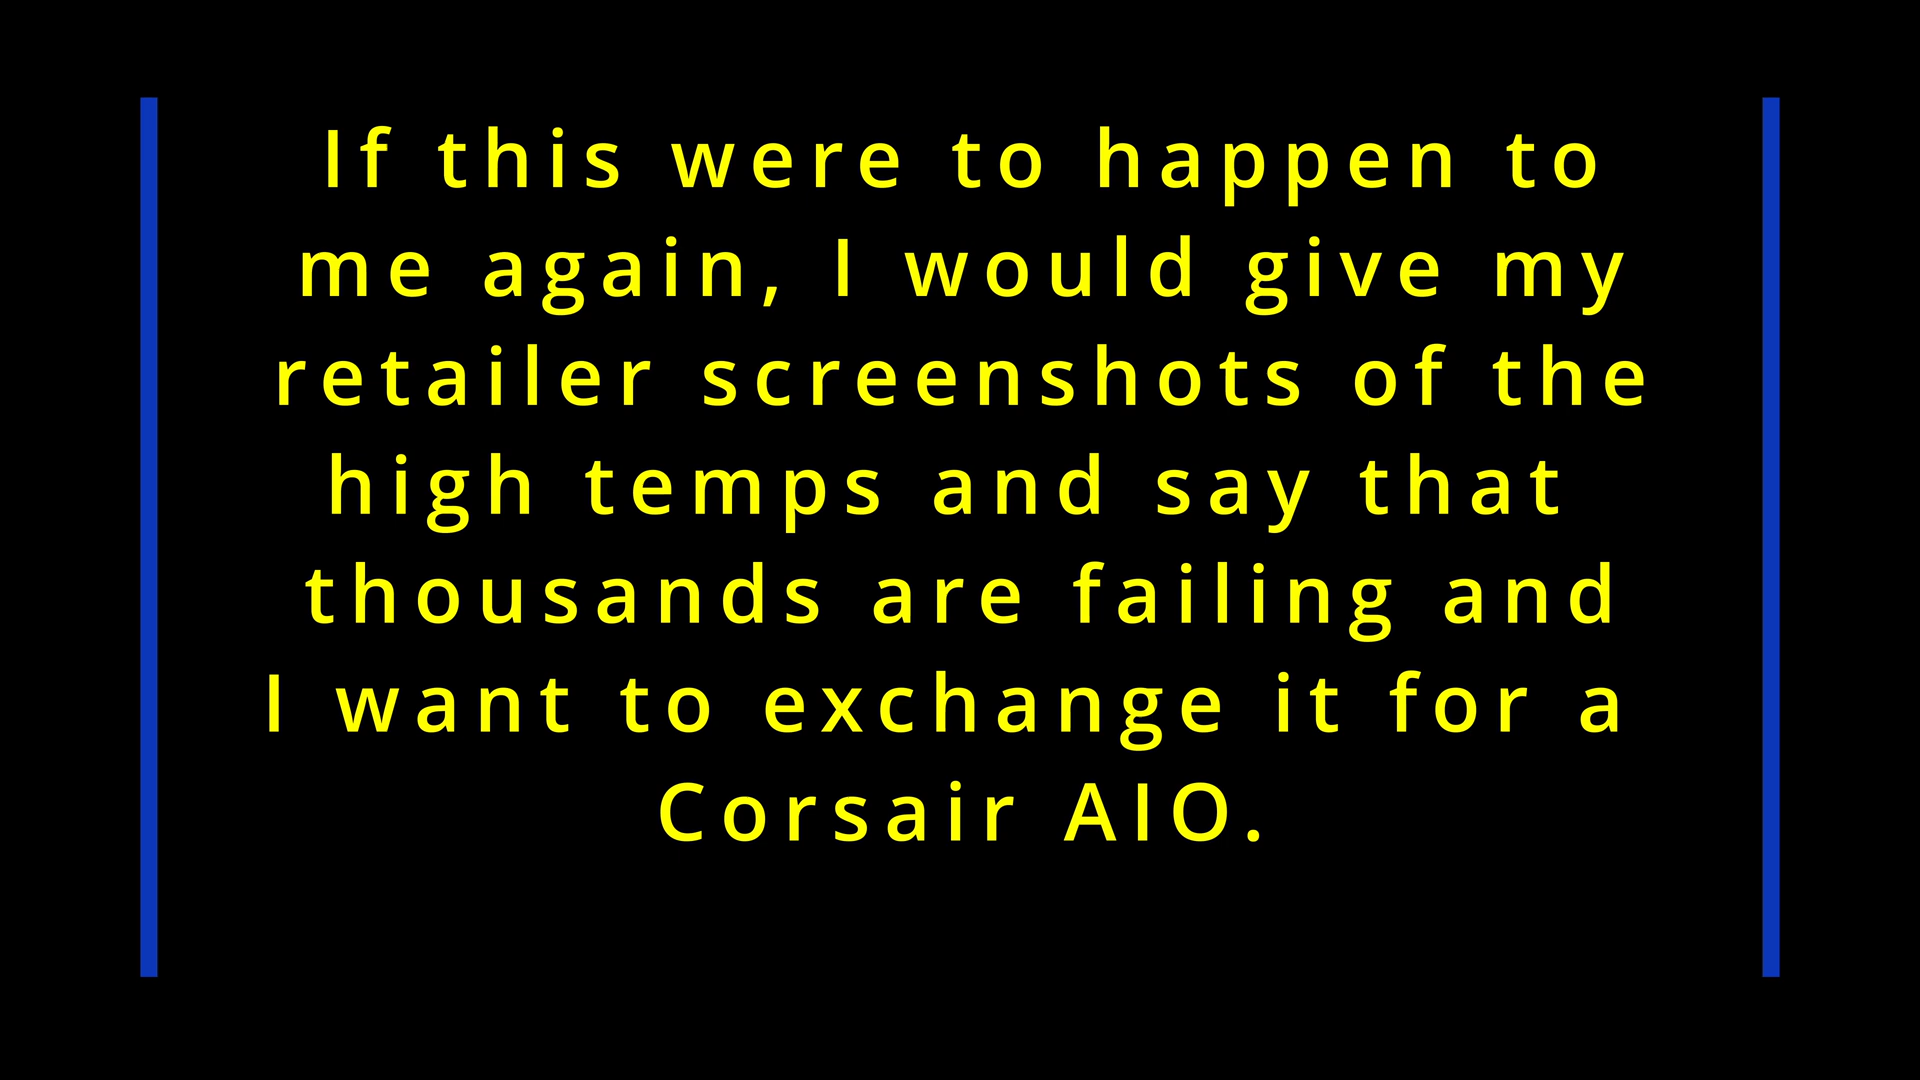 If this were to happen to
me again, I would give my
retailer screenshots of the
high temps and say that
thousands are failing and
I want to exchange it for a
Corsair AIO.